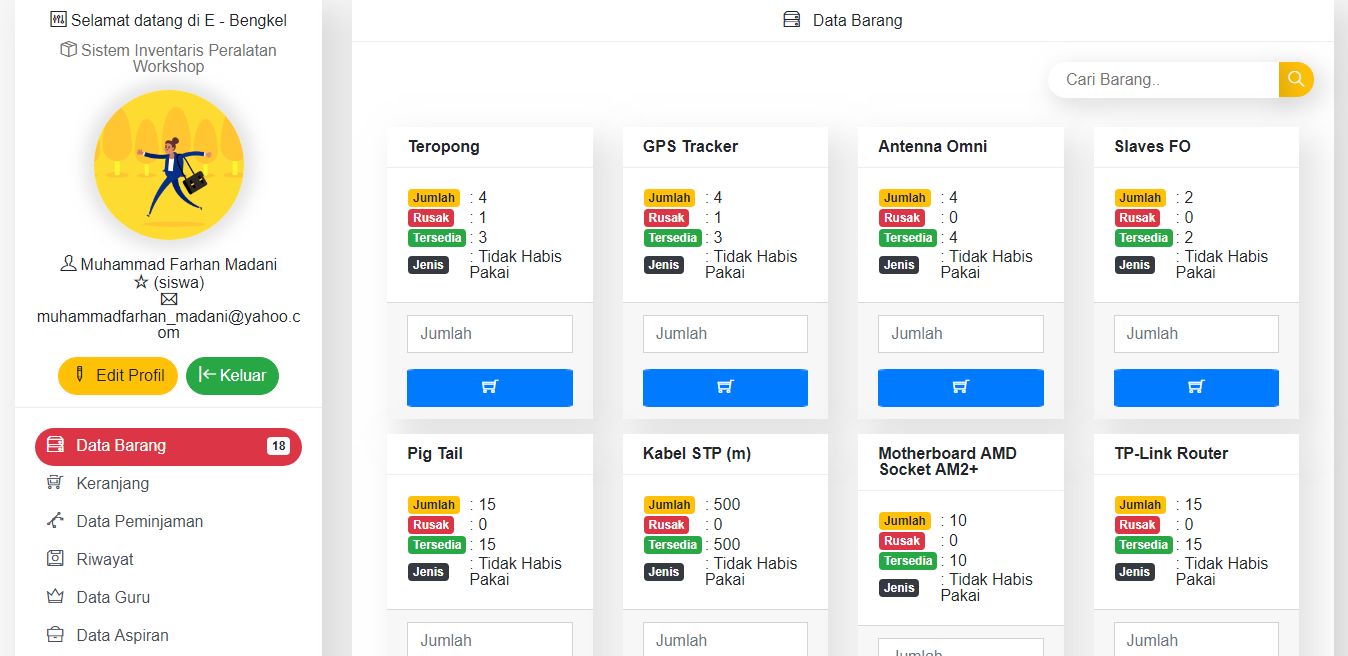 Selamat datang di E - Bengkel
Sistem Inventaris Peralatan
Workshop
Muhammad Farhan Madani
(siswa)
muhammadfarhan_madani@yahoo.c
om
Edit Profil
Keluar
Data Barang 18
Keranjang
Data Peminjaman
Riwayat
Data Guru
Data Aspiran
Data Barang
Cari Barang..
Teropong
Jumlah : 4
Rusak : 1
Tersedia : 3
Jenis : Tidak Habis
Pakai
Jumlah
GPS Tracker
Jumlah : 4
Rusak : 1
Tersedia : 3
Jenis : Tidak Habis
Pakai
Jumlah
Antenna Omni
Jumlah : 4
Rusak : 0
Tersedia : 4
Jenis : Tidak Habis
Pakai
Jumlah
Slaves FO
Jumlah : 2
Rusak : 0
Tersedia : 2
Jenis : Tidak Habis
Pakai
Jumlah
Pig Tail
Jumlah : 15
Rusak : 0
Tersedia : 15
Jenis : Tidak Habis
Pakai
Jumlah
Kabel STP (m)
Jumlah : 500
Rusak : 0
Tersedia : 500
Jenis : Tidak Habis
Pakai
Jumlah
Motherboard AMD
Socket AM2+
Jumlah : 10
Rusak : 0
Tersedia : 10
Jenis : Tidak Habis
Pakai
Jumlah
TP-Link Router
Jumlah : 15
Rusak : 0
Tersedia : 15
Jenis : Tidak Habis
Pakai
Jumlah